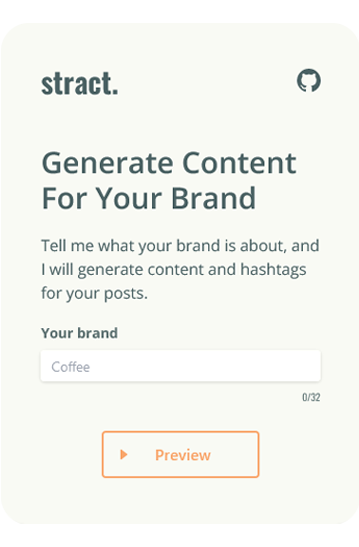 stract.
Generate Content
For Your Brand
Tell me what your brand is about, and
I will generate content and hashtags
for your posts.
Your brand
Coffee
0/32
Preview